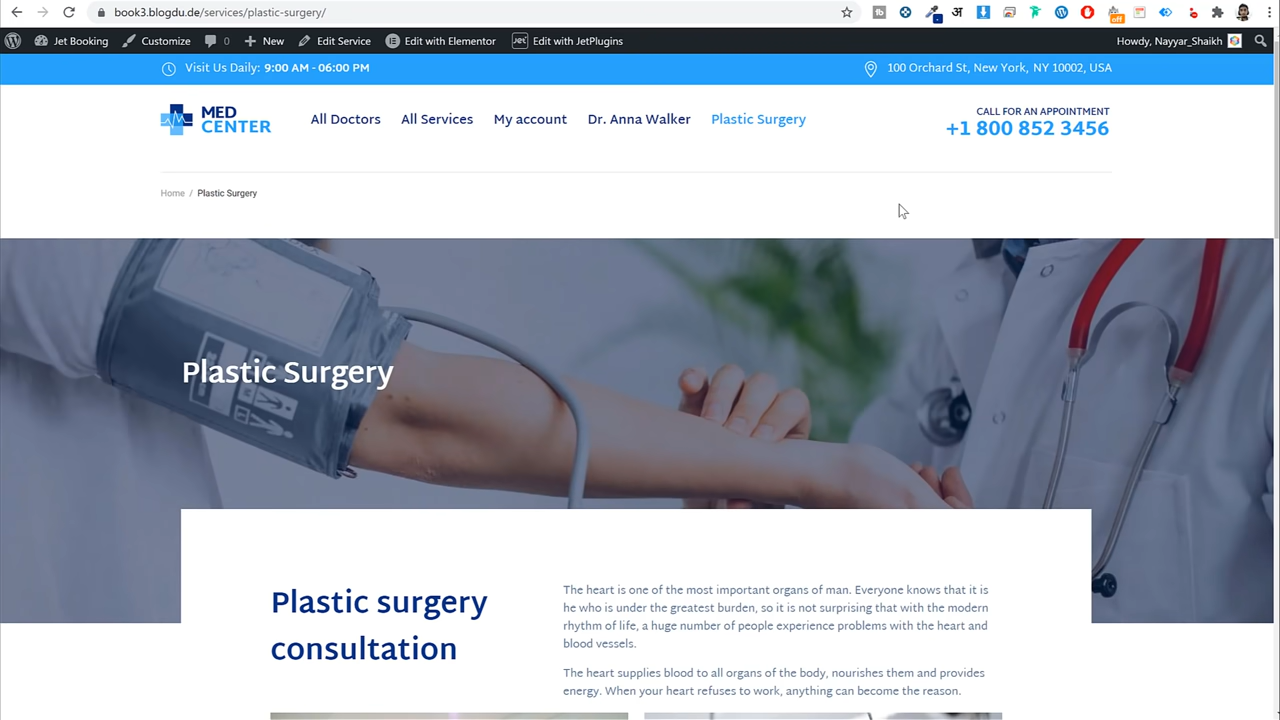 book3.blogdu.de/services/plastic-surgery/
अ
off
Jet Booking
Customize
0
New
Edit Service
Edit with Elementor
Jet
Edit with JetPlugins
Howdy, Nayyar_Shaikh
Visit Us Daily: 9:00 AM - 06:00 PM
100 Orchard St, New York, NY 10002, USA
MED
CENTER
All Doctors
All Services
My account
Dr. Anna Walker
Plastic Surgery
CALL FOR AN APPOINTMENT
+1 800 852 3456
Home / Plastic Surgery
Plastic Surgery
Plastic surgery
consultation
The heart is one of the most important organs of man. Everyone knows that it is
he who is under the greatest burden, so it is not surprising that with the modern
rhythm of life, a huge number of people experience problems with the heart and
blood vessels.
The heart supplies blood to all organs of the body, nourishes them and provides
energy. When your heart refuses to work, anything can become the reason.